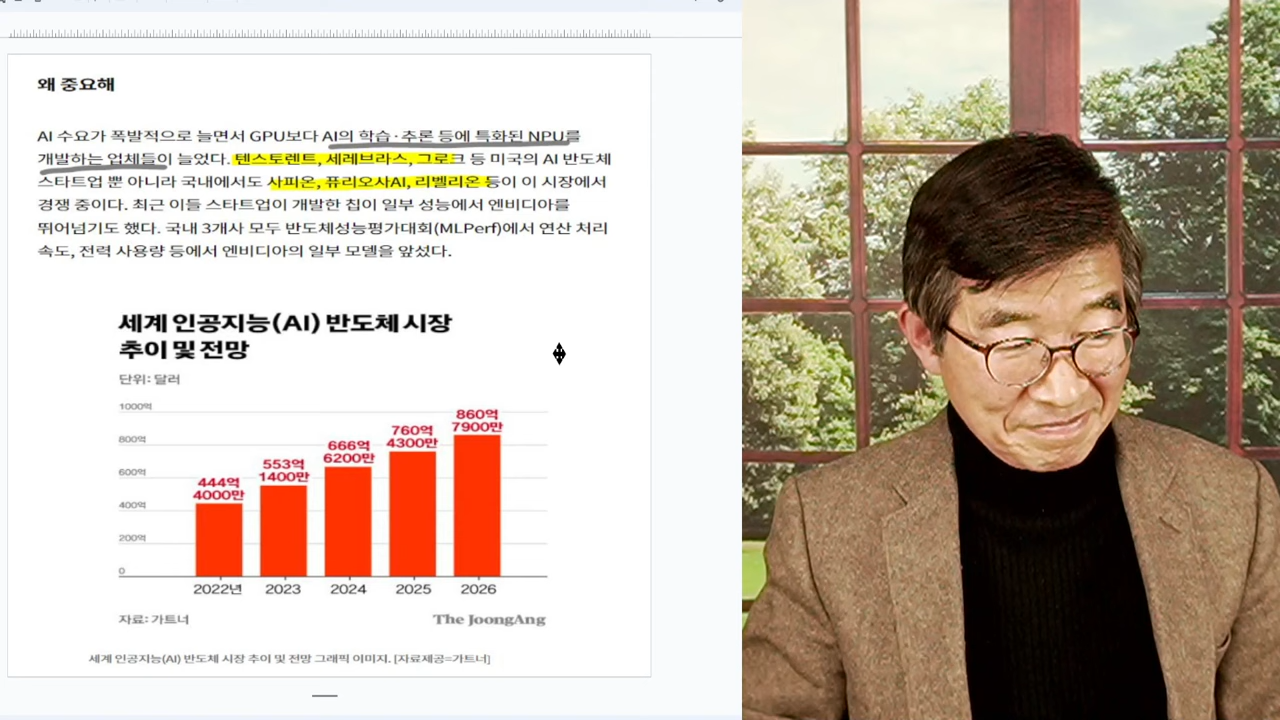 왜 중요해
AI 수요가 폭발적으로 늘면서 GPU보다 AI의 학습·추론 등에 특화된 NPU를
개발하는 업체들이 늘었다. 텐스토렌트, 세레브라스, 그로크 등 미국의 AI 반도체
스타트업 뿐 아니라 국내에서도 사피온, 퓨리오사AI, 리벨리온 등이 이 시장에서
경쟁 중이다. 최근 이들 스타트업이 개발한 칩이 일부 성능에서 엔비디아를
뛰어넘기도 했다. 국내 3개사 모두 반도체성능평가대회(MLPerf)에서 연산 처리
속도, 전력 사용량 등에서 엔비디아의 일부 모델을 앞섰다.
세계 인공지능(AI) 반도체 시장
추이 및 전망
단위: 달러
1000억
800억
600억
400억
200억
0
444억
4000만
553억
1400만
666억
6200만
760억
4300만
860억
7900만
2022년 2023 2024 2025 2026
자료: 가트너 The JoongAng
세계 인공지능(AI) 반도체 시장 추이 및 전망 그래픽 이미지. [자료제공=가트너]